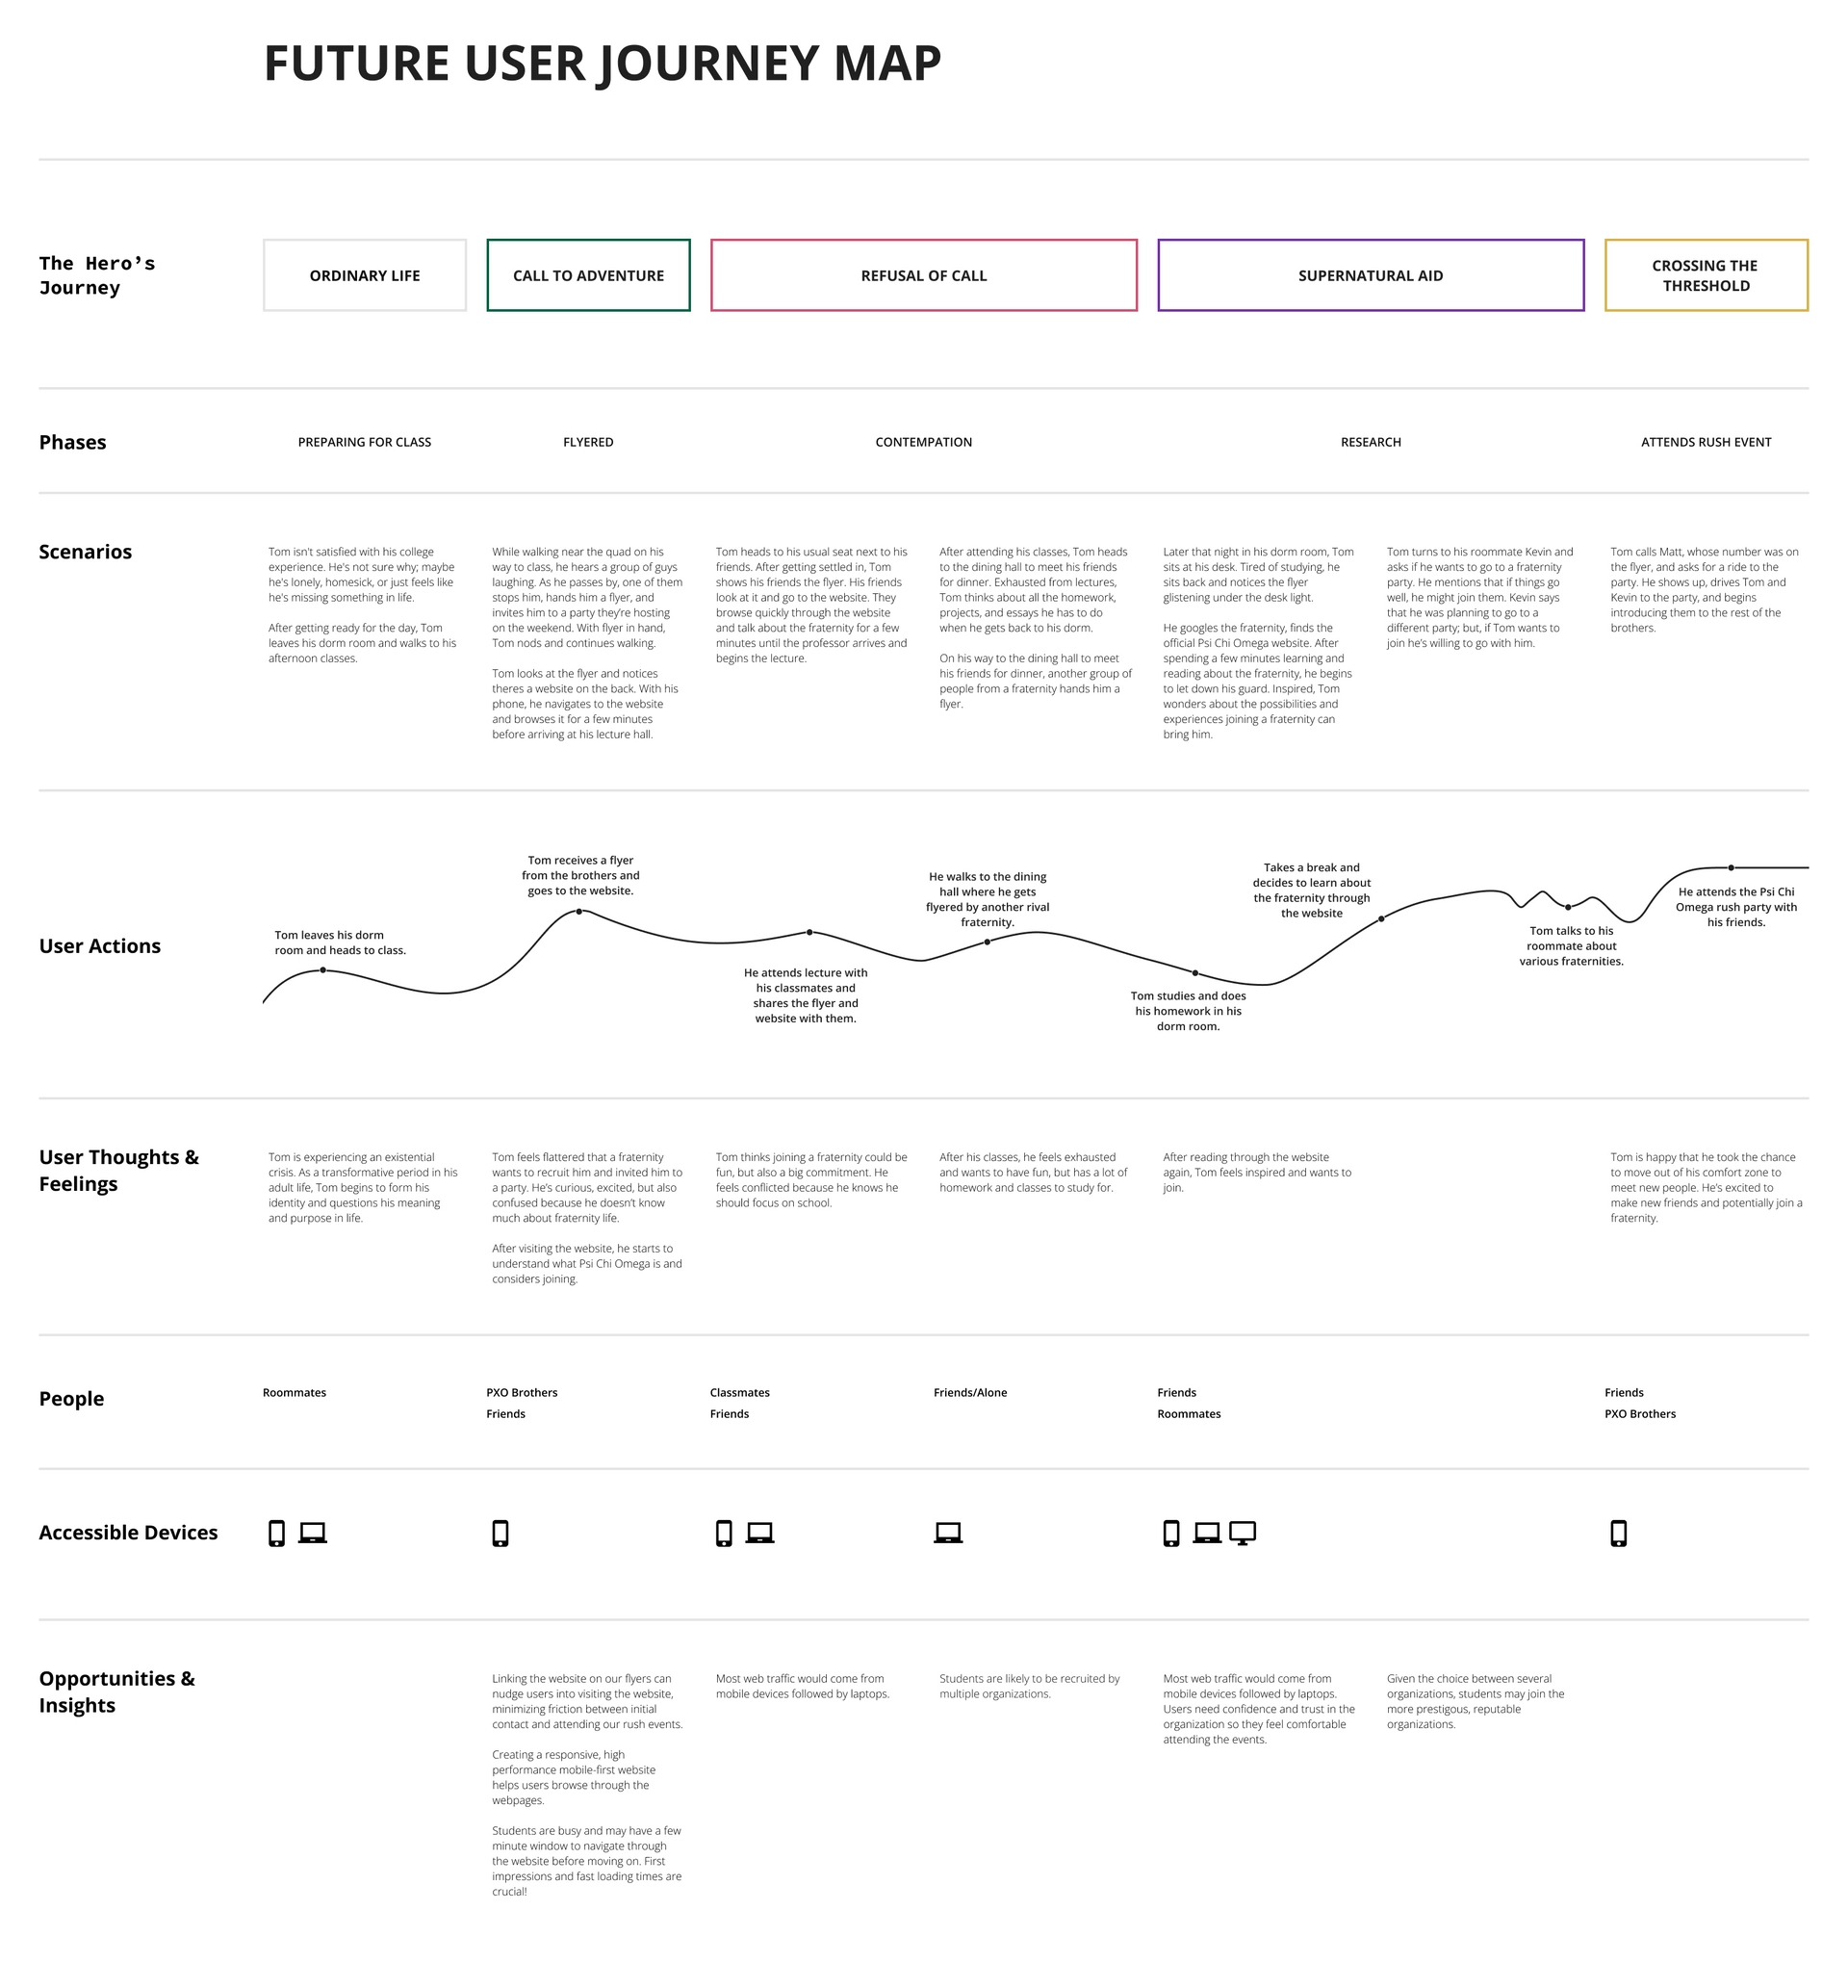 FUTURE USER JOURNEY MAP
The Hero's
Journey
ORDINARY LIFE
CALL TO ADVENTURE
REFUSAL OF CALL
SUPERNATURAL AID
CROSSING THE
THRESHOLD
Phases
PREPARING FOR CLASS
FLYERED
CONTEMPATION
RESEARCH
ATTENDS RUSH EVENT
Scenarios
Tom isn't satisfied with his college
experience. He's not sure why; maybe
he's lonely, homesick, or just feels like
he's missing something in life.
After getting ready for the day, Tom
leaves his dorm room and walks to his
afternoon classes.
While walking near the quad on his
way to class, he hears a group of guys
laughing. As he passes by, one of them
stops him, hands him a flyer, and
invites him to a party they're hosting
on the weekend. With flyer in hand,
Tom nods and continues walking.
Tom looks at the flyer and notices
theres a website on the back. With his
phone, he navigates to the website
and browses it for a few minutes
before arriving at his lecture hall.
Tom heads to his usual seat next to his
friends. After getting settled in, Tom
shows his friends the flyer. His friends
look at it and go to the website. They
browse quickly through the website
and talk about the fraternity for a few
minutes until the professor arrives and
begins the lecture.
After attending his classes, Tom heads
to the dining hall to meet his friends
for dinner. Exhausted from lectures,
Tom thinks about all the homework,
projects, and essays he has to do
when he gets back to his dorm.
On his way to the dining hall to meet
his friends for dinner, another group of
people from a fraternity hands him a
flyer.
Later that night in his dorm room, Tom
sits at his desk. Tired of studying, he
sits back and notices the flyer
glistening under the desk light.
He googles the fraternity, finds the
official Psi Chi Omega website. After
spending a few minutes learning and
reading about the fraternity, he begins
to let down his guard. Inspired, Tom
wonders about the possibilities and
experiences joining a fraternity can
bring him.
Tom turns to his roommate Kevin and
asks if he wants to go to a fraternity
party. He mentions that if things go
well, he might join them. Kevin says
that he was planning to go to a
different party; but, if Tom wants to
join he's willing to go with him.
Tom calls Matt, whose number was on
the flyer, and asks for a ride to the
party. He shows up, drives Tom and
Kevin to the party, and begins
introducing them to the rest of the
brothers.
User Actions
Tom leaves his dorm
room and heads to class.
Tom receives a flyer
from the brothers and
goes to the website.
He attends lecture with
his classmates and
shares the flyer and
website with them.
He walks to the dining
hall where he gets
flyered by another rival
fraternity.
Tom studies and does
his homework in his
dorm room.
Takes a break and
decides to learn about
the fraternity through
the website
Tom talks to his
roommate about
various fraternities.
He attends the Psi Chi
Omega rush party with
his friends.
User Thoughts &
Feelings
Tom is experiencing an existential
crisis. As a transformative period in his
adult life, Tom begins to form his
identity and questions his meaning
and purpose in life.
Tom feels flattered that a fraternity
wants to recruit him and invited him to
a party. He's curious, excited, but also
confused because he doesn't know
much about fraternity life.
After visiting the website, he starts to
understand what Psi Chi Omega is and
considers joining.
Tom thinks joining a fraternity could be
fun, but also a big commitment. He
feels conflicted because he knows he
should focus on school.
After his classes, he feels exhausted
and wants to have fun, but has a lot of
homework and classes to study for.
After reading through the website
again, Tom feels inspired and wants to
join.
Tom is happy that he took the chance
to move out of his comfort zone to
meet new people. He's excited to
make new friends and potentially join a
fraternity.
People
Roommates
PXO Brothers
Friends
Classmates
Friends
Friends/Alone
Friends
Roommates
Friends
PXO Brothers
Accessible Devices
Opportunities &
Insights
Linking the website on our flyers can
nudge users into visiting the website,
minimizing friction between initial
contact and attending our rush events.
Creating a responsive, high
performance mobile-first website
helps users browse through the
webpages.
Students are busy and may have a few
minute window to navigate through
the website before moving on. First
impressions and fast loading times are
crucial!
Most web traffic would come from
mobile devices followed by laptops.
Students are likely to be recruited by
multiple organizations.
Most web traffic would come from
mobile devices followed by laptops.
Users need confidence and trust in the
organization so they feel comfortable
attending the events.
Given the choice between several
organizations, students may join the
more prestigous, reputable
organizations.